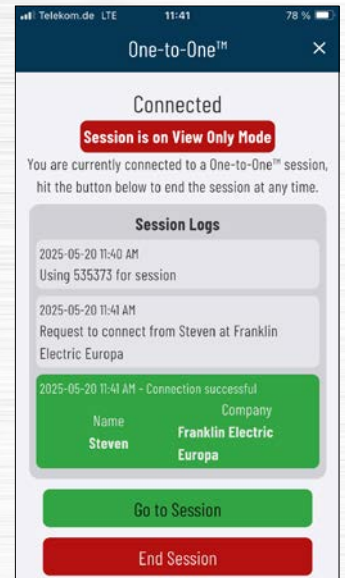 Telekom.de LTE 11:41 78 %
One-to-One™ ×
Connected
Session is on View Only Mode
You are currently connected to a One-to-One™ session,
hit the button below to end the session at any time.
Session Logs
2025-05-20 11:40 AM
Using 535373 for session
2025-05-20 11:41 AM
Request to connect from Steven at Franklin
Electric Europa
2025-05-20 11:41 AM - Connection successful
Name
Steven
Company
Franklin Electric
Europa
Go to Session
End Session